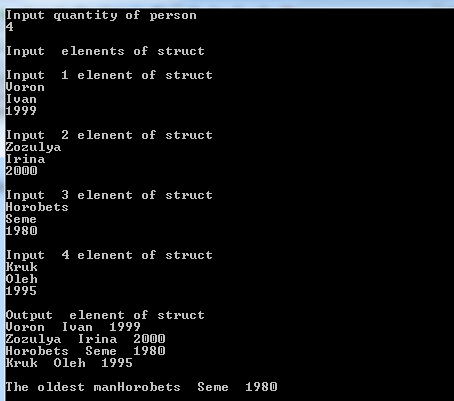 Input quantity of person
4
Input  elenents of struct
Input  1 elenent of struct
Voron
Ivan
1999
Input  2 elenent of struct
Zozulya
Irina
2000
Input  3 elenent of struct
Horobets
Seme
1980
Input  4 elenent of struct
Kruk
Oleh
1995
Output  elenent of struct
Voron  Ivan  1999
Zozulya  Irina  2000
Horobets  Seme  1980
Kruk  Oleh  1995
The oldest manHorobets  Seme  1980